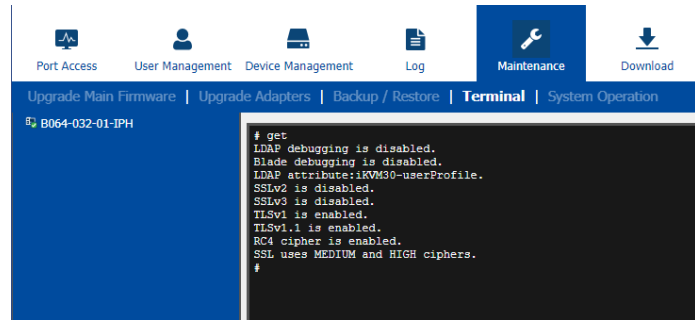 Port Access User Management Device Management Log Maintenance Download
Upgrade Main Firmware | Upgrade Adapters | Backup / Restore | Terminal | System Operation
B064-032-01-IPH
# get
LDAP debugging is disabled.
Blade debugging is disabled.
LDAP attribute:iKVM30-userProfile.
SSLv2 is disabled.
SSLv3 is disabled.
TLSv1 is enabled.
TLSv1.1 is enabled.
RC4 cipher is enabled.
SSL uses MEDIUM and HIGH ciphers.
#